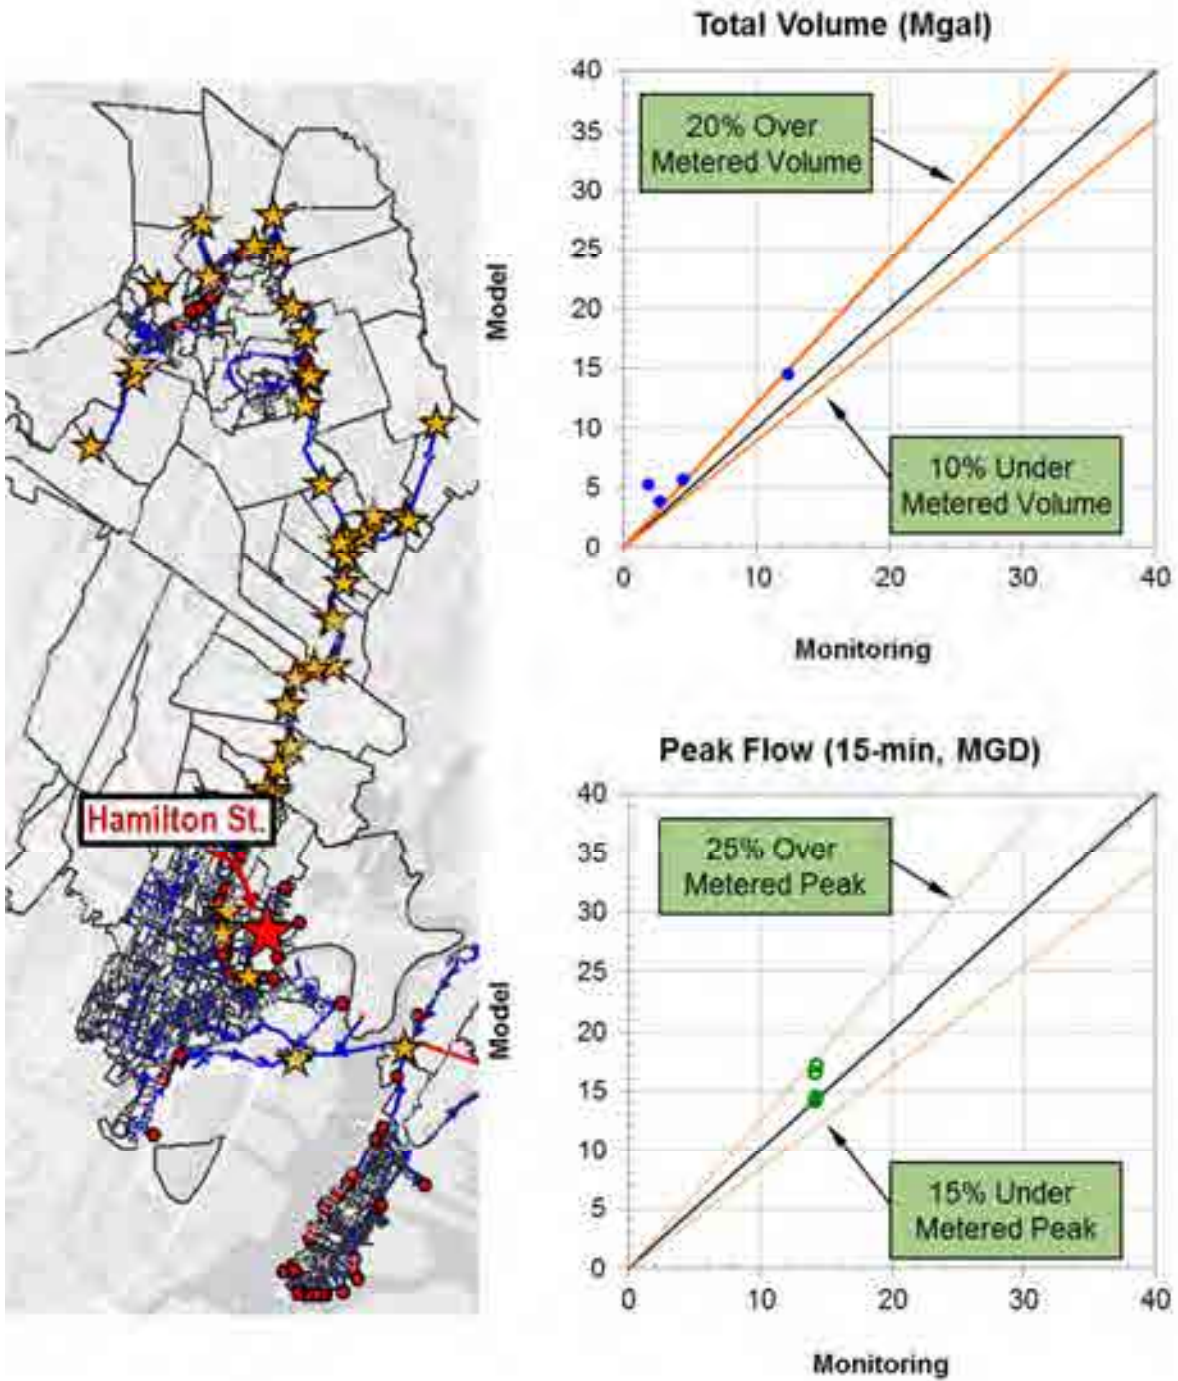 Total Volume (Mgal)
40
35
30
25
20
15
10
5
0
Model
20% Over
Metered Volume
10% Under
Metered Volume
0
10
20
30
40
Monitoring
Hamilton St.
Peak Flow (15-min, MGD)
40
35
30
25
20
15
10
5
0
Model
25% Over
Metered Peak
15% Under
Metered Peak
0
10
20
30
40
Monitoring